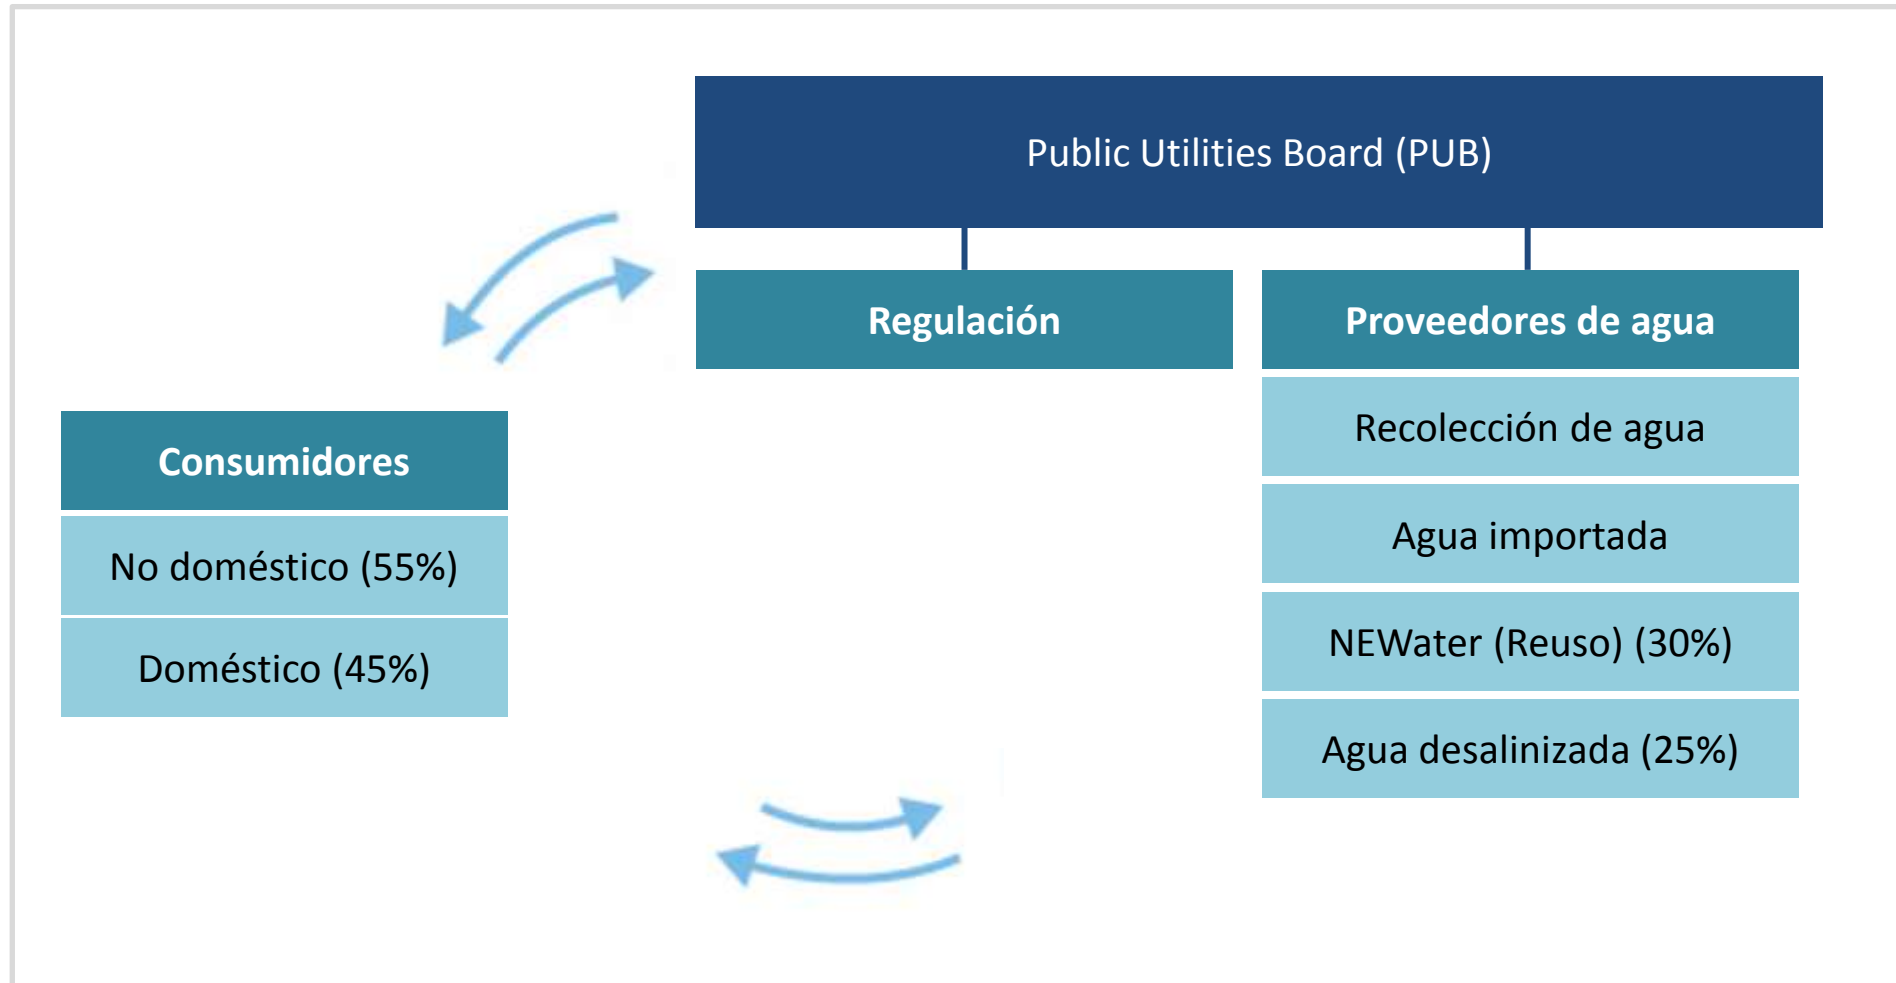 Public Utilities Board (PUB)
Regulación
Proveedores de agua
Recolección de agua
Agua importada
NEWater (Reuso) (30%)
Agua desalinizada (25%)
Consumidores
No doméstico (55%)
Doméstico (45%)